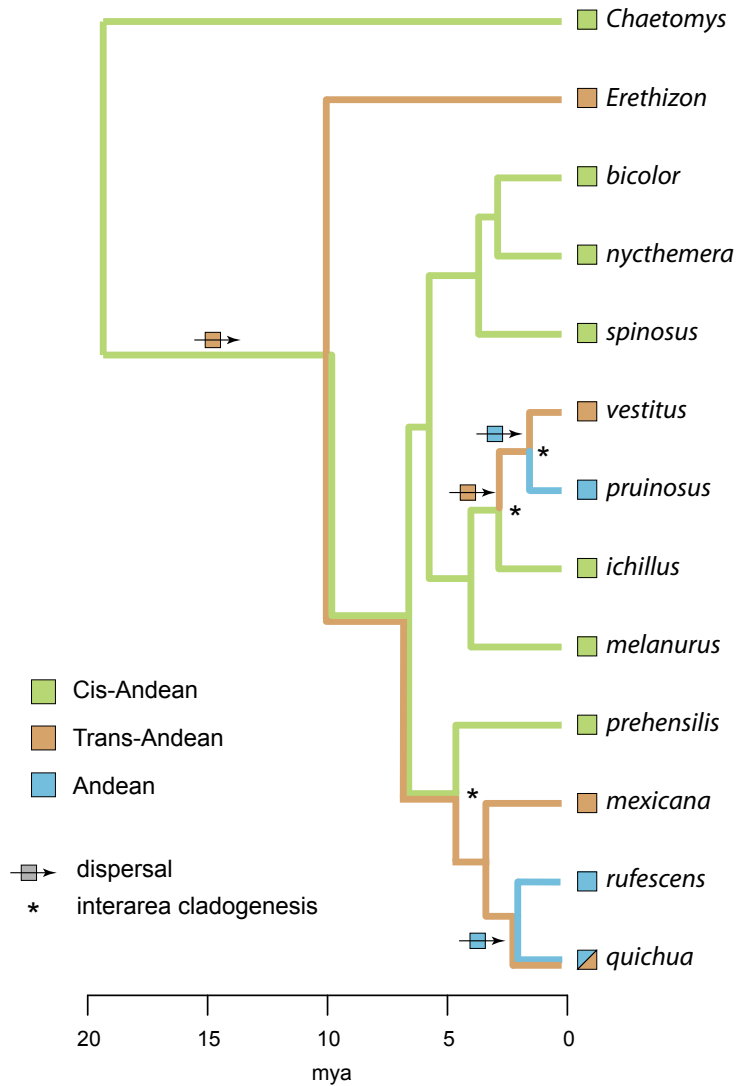 Chaetomys
Erethizon
bicolor
nycthemera
spinosus
vestitus
*
pruinosus
*
ichillus
melanurus
Cis-Andean
Trans-Andean
Andean
prehensilis
*
mexicana
dispersal
* interarea cladogenesis
rufescens
quichua
20 15 10 5 0
mya